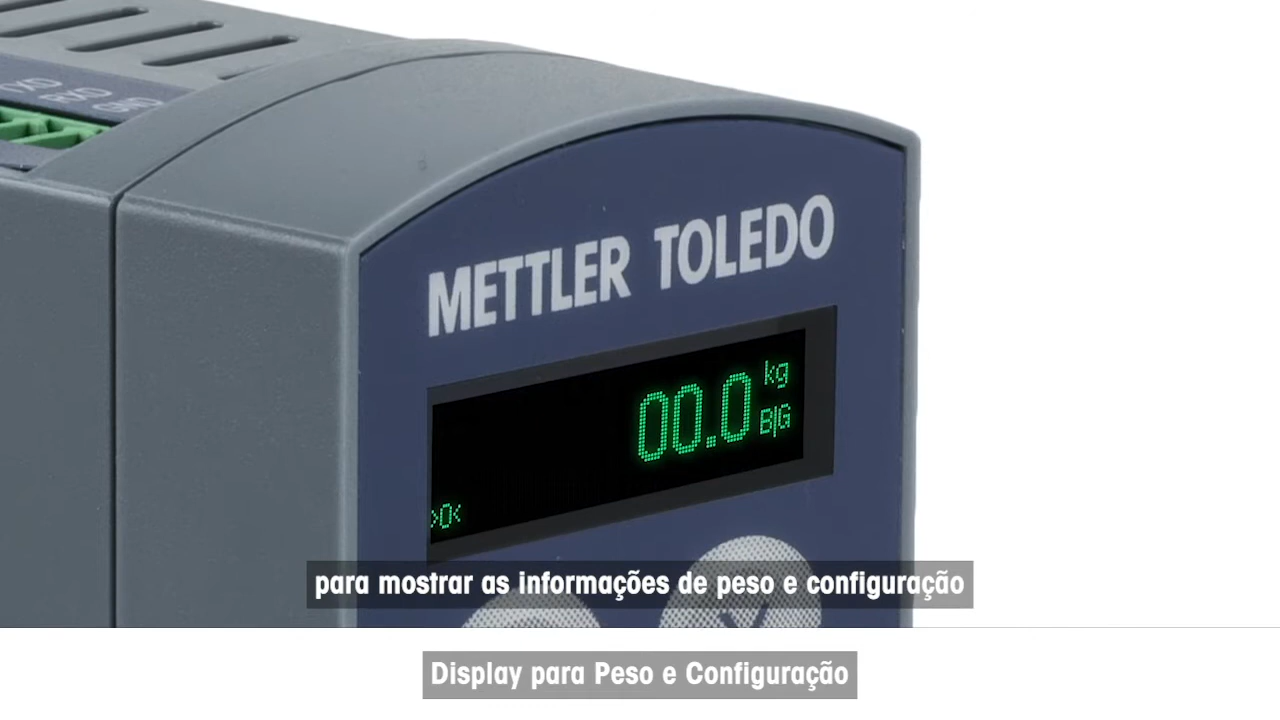 METTLER TOLEDO
00.0 kg
B|G
>0<
para mostrar as informações de peso e configuração
Display para Peso e Configuração